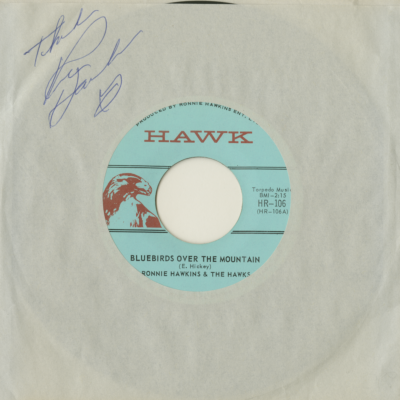 PRODUCED BY RONNIE HAWKINS
HAWK
Toronado Music
BMI-2:15
HR-106
(HR-106A)
BLUEBIRDS OVER THE MOUNTAIN
(E. Hickey)
RONNIE HAWKINS & THE HAWKS